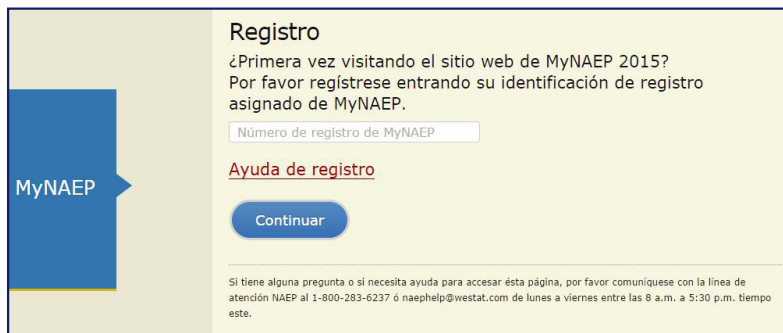 Registro
¿Primera vez visitando el sitio web de MyNAEP 2015?
Por favor regístrese entrando su identificación de registro
asignado de MyNAEP.
Número de registro de MyNAEP
Ayuda de registro
MyNAEP
Continuar
Si tiene alguna pregunta o si necesita ayuda para accesar ésta página, por favor comuníquese con la línea de
atención NAEP al 1-800-283-6237 ó naephelp@westat.com de lunes a viernes entre las 8 a.m. a 5:30 p.m. tiempo
este.